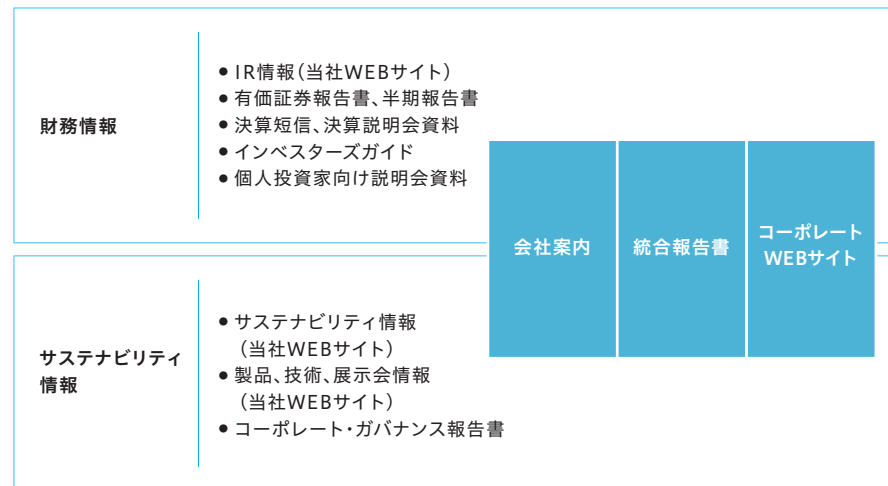 財務情報
● IR情報（当社WEBサイト）
● 有価証券報告書、半期報告書
● 決算短信、決算説明会資料
● インベスターズガイド
● 個人投資家向け説明会資料
会社案内
統合報告書
コーポレート
WEBサイト
サステナビリティ
情報
● サステナビリティ情報
（当社WEBサイト）
● 製品、技術、展示会情報
（当社WEBサイト）
● コーポレート・ガバナンス報告書